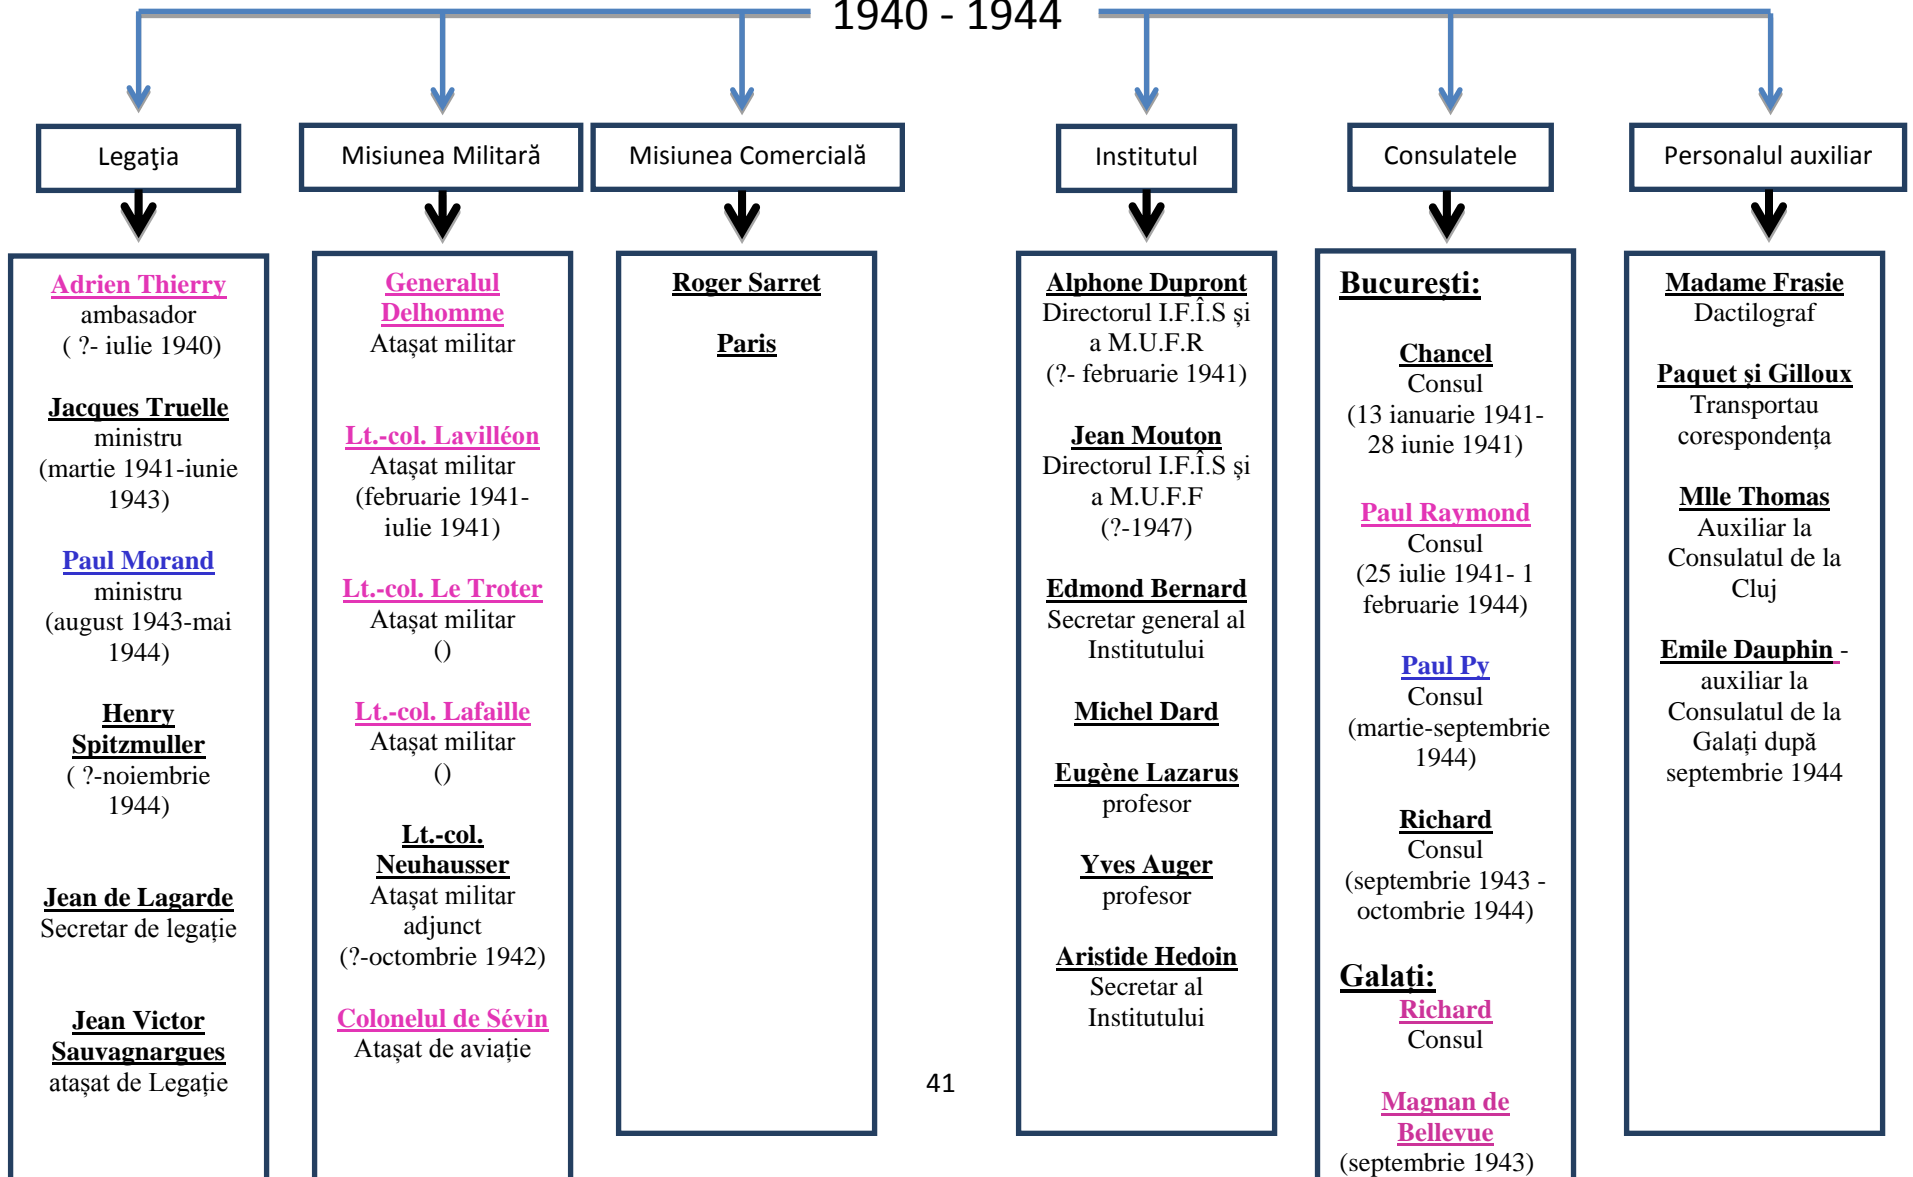 1940 - 1944
Legaţia
Misiunea Militară
Misiunea Comercială
Institutul
Consulatele
Personalul auxiliar
Adrien Thierry
ambasador
( ?- iulie 1940)
Jacques Truelle
ministru
(martie 1941-iunie
1943)
Paul Morand
ministru
(august 1943-mai
1944)
Henry
Spitzmuller
( ?-noiembrie
1944)
Jean de Lagarde
Secretar de legație
Jean Victor
Sauvagnargues
atașat de Legație
Generalul
Delhomme
Atașat militar
Lt.-col. Lavilléon
Atașat militar
(februarie 1941-
iulie 1941)
Lt.-col. Le Troter
Atașat militar
()
Lt.-col. Lafaille
Atașat militar
()
Lt.-col.
Neuhausser
Atașat militar
adjunct
(?-octombrie 1942)
Colonelul de Sévin
Atașat de aviație
Roger Sarret
Paris
Alphone Dupront
Directorul I.F.Î.S și
a M.U.F.R
(?- februarie 1941)
Jean Mouton
Directorul I.F.Î.S și
a M.U.F.F
(?-1947)
Edmond Bernard
Secretar general al
Institutului
Michel Dard
Eugène Lazarus
profesor
Yves Auger
profesor
Aristide Hedoin
Secretar al
Institutului
București:
Chancel
Consul
(13 ianuarie 1941-
28 iunie 1941)
Paul Raymond
Consul
(25 iulie 1941- 1
februarie 1944)
Paul Py
Consul
(martie-septembrie
1944)
Richard
Consul
(septembrie 1943 -
octombrie 1944)
Galați:
Richard
Consul
Magnan de
Bellevue
(septembrie 1943)
Madame Frasie
Dactilograf
Paquet și Gilloux
Transportau
corespondența
Mlle Thomas
Auxiliar la
Consulatul de la
Cluj
Emile Dauphin -
auxiliar la
Consulatul de la
Galați după
septembrie 1944
41